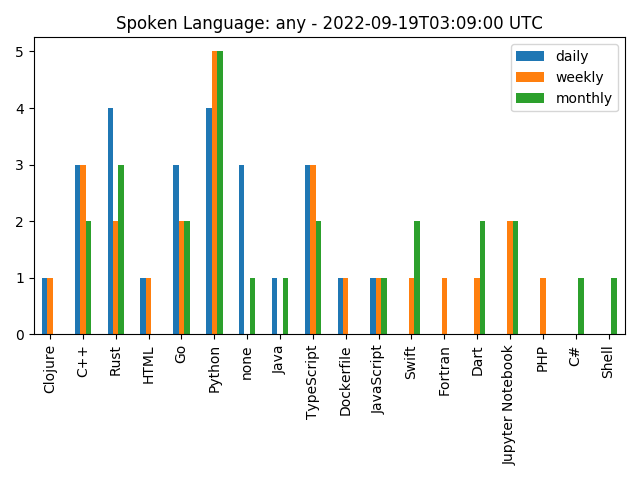 Spoken Language: any - 2022-09-19T03:09:00 UTC
daily
weekly
monthly
5
4
3
2
1
0
Clojure
C++
Rust
HTML
Go
Python
none
Java
TypeScript
Dockerfile
JavaScript
Swift
Fortran
Dart
Jupyter Notebook
PHP
C#
Shell